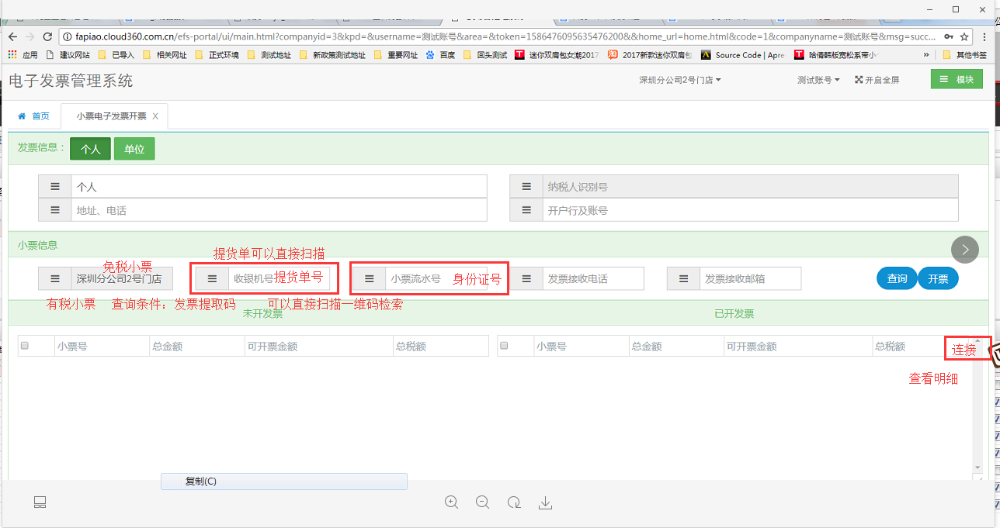 fapiao.cloud360.com.cn/efs-portal/ui/main.html?companyid=3&kpd=&username=测试账号&area=&token=1586476095635476200&&home_url=home.html&code=1&companyname=测试账号&msg=succ...
应用 建议网站 已导入 相关网址 正式环境 测试地址 新政策测试地址 重要网址 百度 回头测试 迷你双肩包女潮2017 2017新款迷你双肩包 Source Code | Apre 哈倩韩版宽松系带小 » 其他书签
电子发票管理系统 深圳分公司2号门店 测试账号 开启全屏 模块
首页 小票电子发票开票 X
发票信息： 个人 单位
个人 纳税人识别号
地址、电话 开户行及账号
小票信息
提货单可以直接扫描
免税小票
深圳分公司2号门店 收银机号 提货单号 小票流水号 身份证号 发票接收电话 发票接收邮箱 查询 开票
有税小票 查询条件：发票提取码 可以直接扫描一维码检索
未开发票 已开发票
小票号 总金额 可开票金额 总税额 小票号 总金额 可开票金额 总税额 连接
查看明细
复制(C)